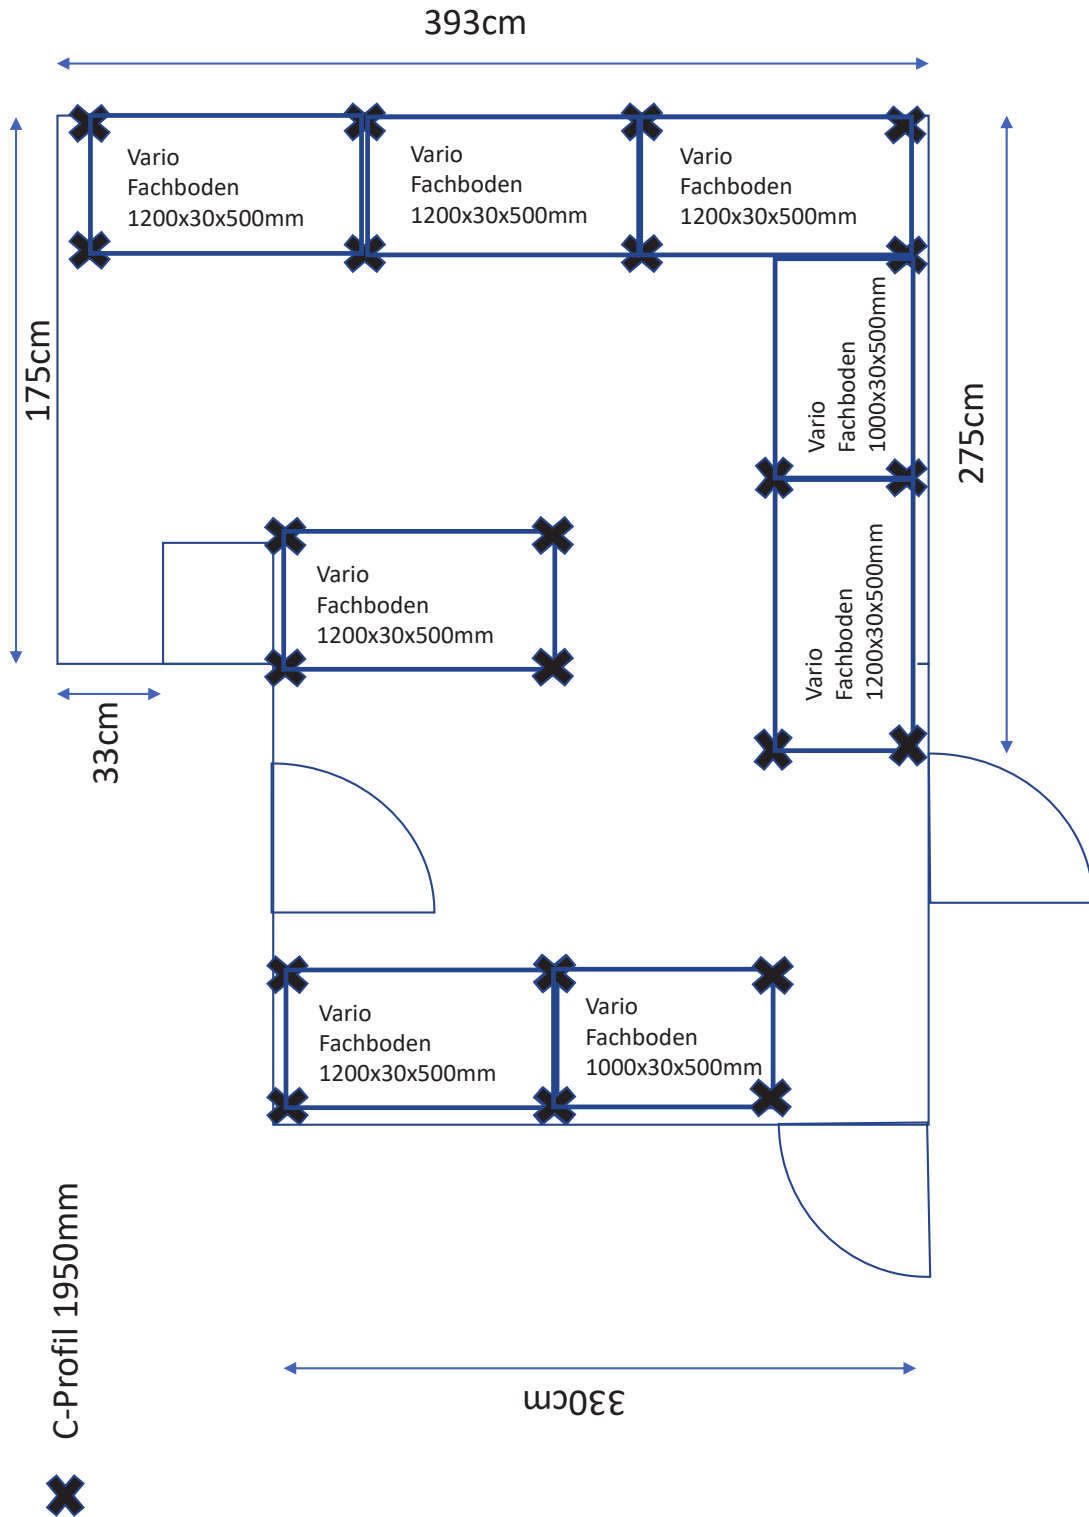 393cm
Vario
Fachboden
1200x30x500mm
Vario
Fachboden
1200x30x500mm
Vario
Fachboden
1200x30x500mm
175cm
Vario
Fachboden
1000x30x500mm
275cm
Vario
Fachboden
1200x30x500mm
Vario
Fachboden
1200x30x500mm
33cm
Vario
Fachboden
1200x30x500mm
Vario
Fachboden
1000x30x500mm
C-Profil 1950mm
330cm